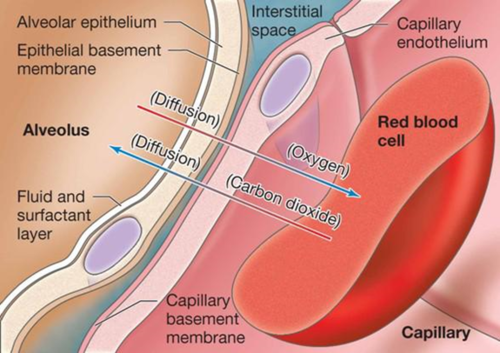 Alveolar epithelium
Epithelial basement
membrane
Interstitial
space
Capillary
endothelium
(Diffusion)
Alveolus
(Diffusion)
(Oxygen)
(Carbon dioxide)
Red blood
cell
Fluid and
surfactant
layer
Capillary
basement
membrane
Capillary